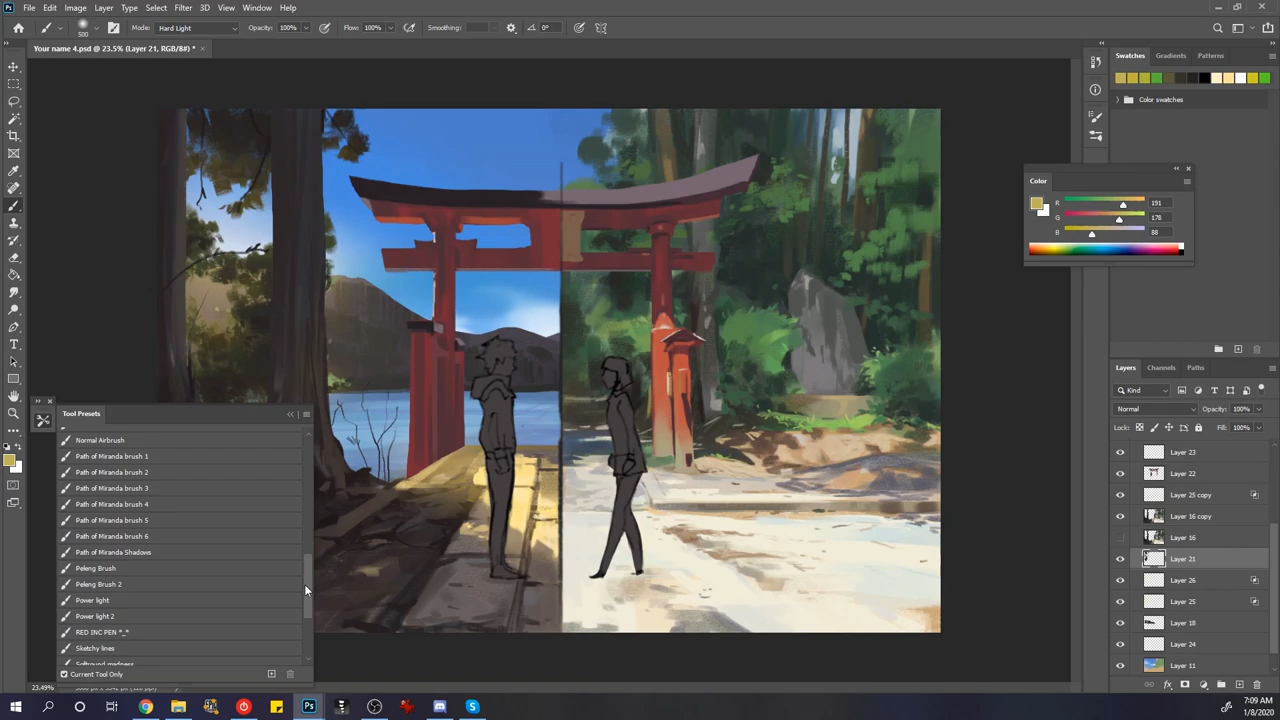 File Edit Image Layer Type Select Filter 3D View Window Help
500 Mode: Hard Light Opacity: 100% Flow: 100% Smoothing: 0°
Your name 4.psd @ 23.5% (Layer 21, RGB/8#) * ×
Swatches Gradients Patterns
Color swatches
Color
R 191
G 178
B 88
Tool Presets
Normal Airbrush
Path of Miranda brush 1
Path of Miranda brush 2
Path of Miranda brush 3
Path of Miranda brush 4
Path of Miranda brush 5
Path of Miranda brush 6
Path of Miranda Shadows
Peleng Brush
Peleng Brush 2
Power light
Power light 2
RED INC PEN *_*
Sketchy lines
Current Tool Only
23.49%
Layers Channels Paths
Kind
Normal Opacity: 100%
Lock: Fill: 100%
Layer 23
Layer 22
Layer 25 copy
Layer 16 copy
Layer 16
Layer 21
Layer 26
Layer 25
Layer 18
Layer 24
Layer 11
7:09 AM
1/8/2020